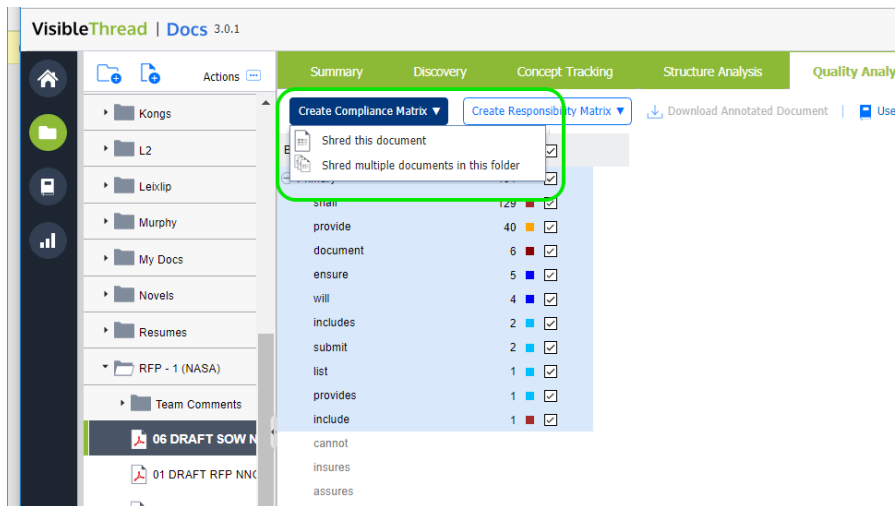 VisibleThread | Docs 3.0.1
Actions
Summary
Discovery
Concept Tracking
Structure Analysis
Quality Analy
Create Compliance Matrix ▼
Create Responsibility Matrix ▼
Download Annotated Document
Use
Shred this document
Shred multiple documents in this folder
Kongs
L2
Leixlip
Murphy
My Docs
Novels
Resumes
RFP - 1 (NASA)
Team Comments
06 DRAFT SOW N
01 DRAFT RFP NNG
shall 129
provide 40
document 6
ensure 5
will 4
includes 2
submit 2
list 1
provides 1
include 1
cannot
insures
assures